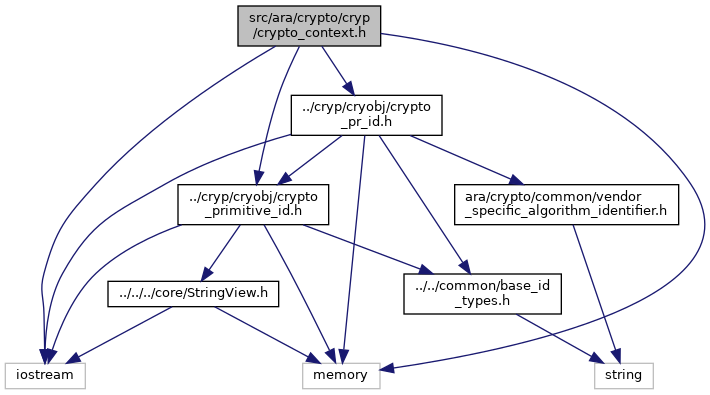 src/ara/crypto/cryp
/crypto_context.h
../cryp/cryobj/crypto
_pr_id.h
../cryp/cryobj/crypto
_primitive_id.h
ara/crypto/common/vendor
_specific_algorithm_identifier.h
../../../core/StringView.h
../../common/base_id
_types.h
iostream
memory
string